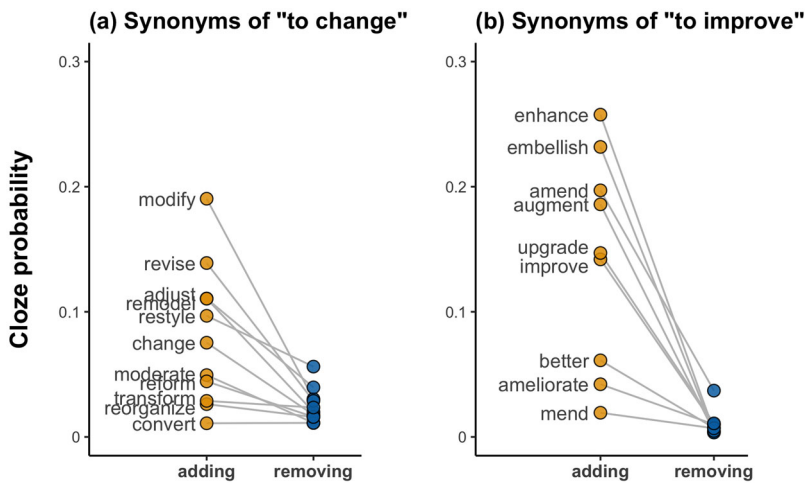 (a) Synonyms of "to change"
Cloze probability
0.3
0.2
0.1
0
modify
revise
adjust
remodel
restyle
change
moderate
reform
transform
reorganize
convert
adding removing
(b) Synonyms of "to improve"
0.3
0.2
0.1
0
enhance
embellish
amend
augment
upgrade
improve
better
ameliorate
mend
adding removing